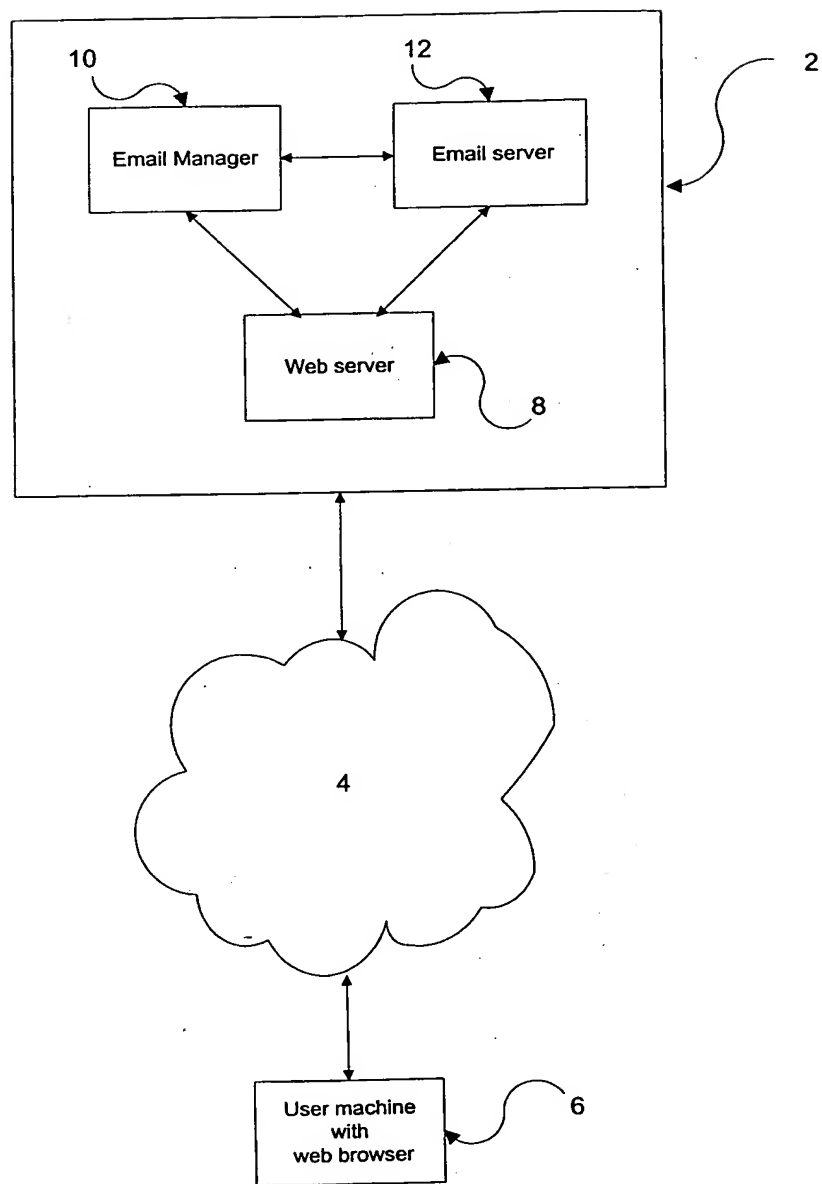 10
12
2
Email Manager
Email server
Web server
8
4
User machine
with
web browser
6